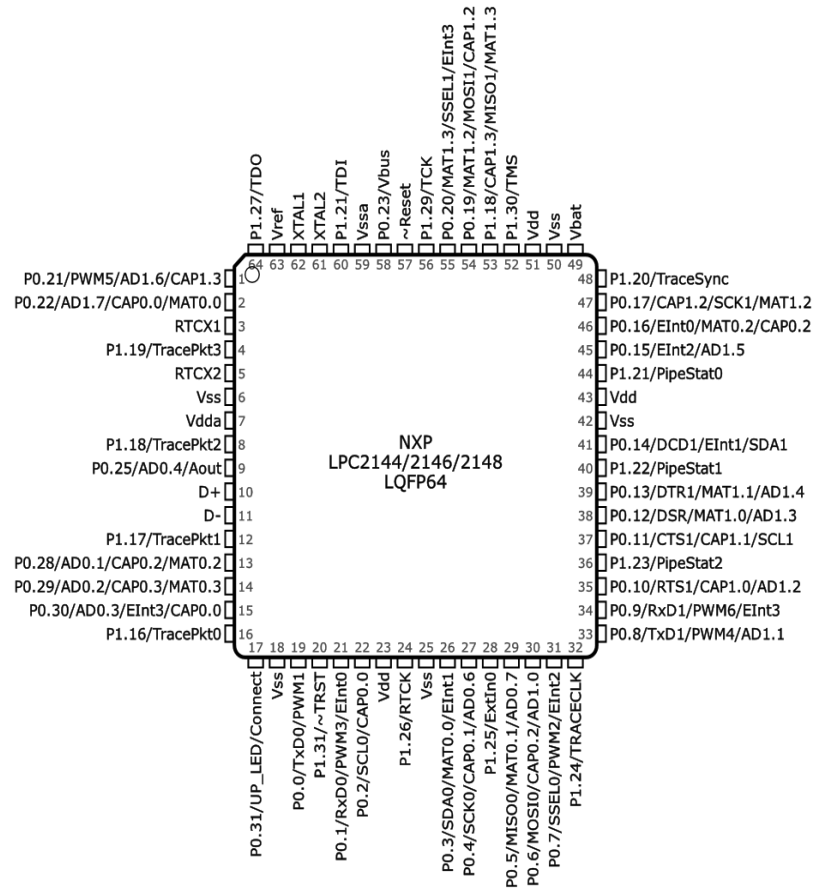 P1.27/TDO
Vref
XTAL1
XTAL2
P1.21/TDI
Vssa
P0.23/Vbus
~Reset
P1.29/TCK
P0.20/MAT1.3/SSEL1/EInt3
P0.19/MAT1.2/MOSI1/CAP1.2
P1.18/CAP1.3/MISO1/MAT1.3
P1.30/TMS
Vdd
Vss
Vbat
64 63 62 61 60 59 58 57 56 55 54 53 52 51 50 49
P0.21/PWM5/AD1.6/CAP1.3 1
P0.22/AD1.7/CAP0.0/MAT0.0 2
RTCX1 3
P1.19/TracePkt3 4
RTCX2 5
Vss 6
Vdda 7
P1.18/TracePkt2 8
P0.25/AD0.4/Aout 9
D+ 10
D- 11
P1.17/TracePkt1 12
P0.28/AD0.1/CAP0.2/MAT0.2 13
P0.29/AD0.2/CAP0.3/MAT0.3 14
P0.30/AD0.3/EInt3/CAP0.0 15
P1.16/TracePkt0 16
NXP
LPC2144/2146/2148
LQFP64
48 P1.20/TraceSync
47 P0.17/CAP1.2/SCK1/MAT1.2
46 P0.16/EInt0/MAT0.2/CAP0.2
45 P0.15/EInt2/AD1.5
44 P1.21/PipeStat0
43 Vdd
42 Vss
41 P0.14/DCD1/EInt1/SDA1
40 P1.22/PipeStat1
39 P0.13/DTR1/MAT1.1/AD1.4
38 P0.12/DSR/MAT1.0/AD1.3
37 P0.11/CTS1/CAP1.1/SCL1
36 P1.23/PipeStat2
35 P0.10/RTS1/CAP1.0/AD1.2
34 P0.9/RxD1/PWM6/EInt3
33 P0.8/TxD1/PWM4/AD1.1
17 18 19 20 21 22 23 24 25 26 27 28 29 30 31 32
P0.31/UP_LED/Connect
Vss
P0.0/TxD0/PWM1
P1.31/~TRST
P0.1/RxD0/PWM3/EInt0
P0.2/SCL0/CAP0.0
Vdd
P1.26/RTCK
Vss
P0.3/SDA0/MAT0.0/EInt1
P0.4/SCK0/CAP0.1/AD0.6
P1.25/ExtIn0
P0.5/MISO0/MAT0.1/AD0.7
P0.6/MOSI0/CAP0.2/AD1.0
P0.7/SSEL0/PWM2/EInt2
P1.24/TRACECLK